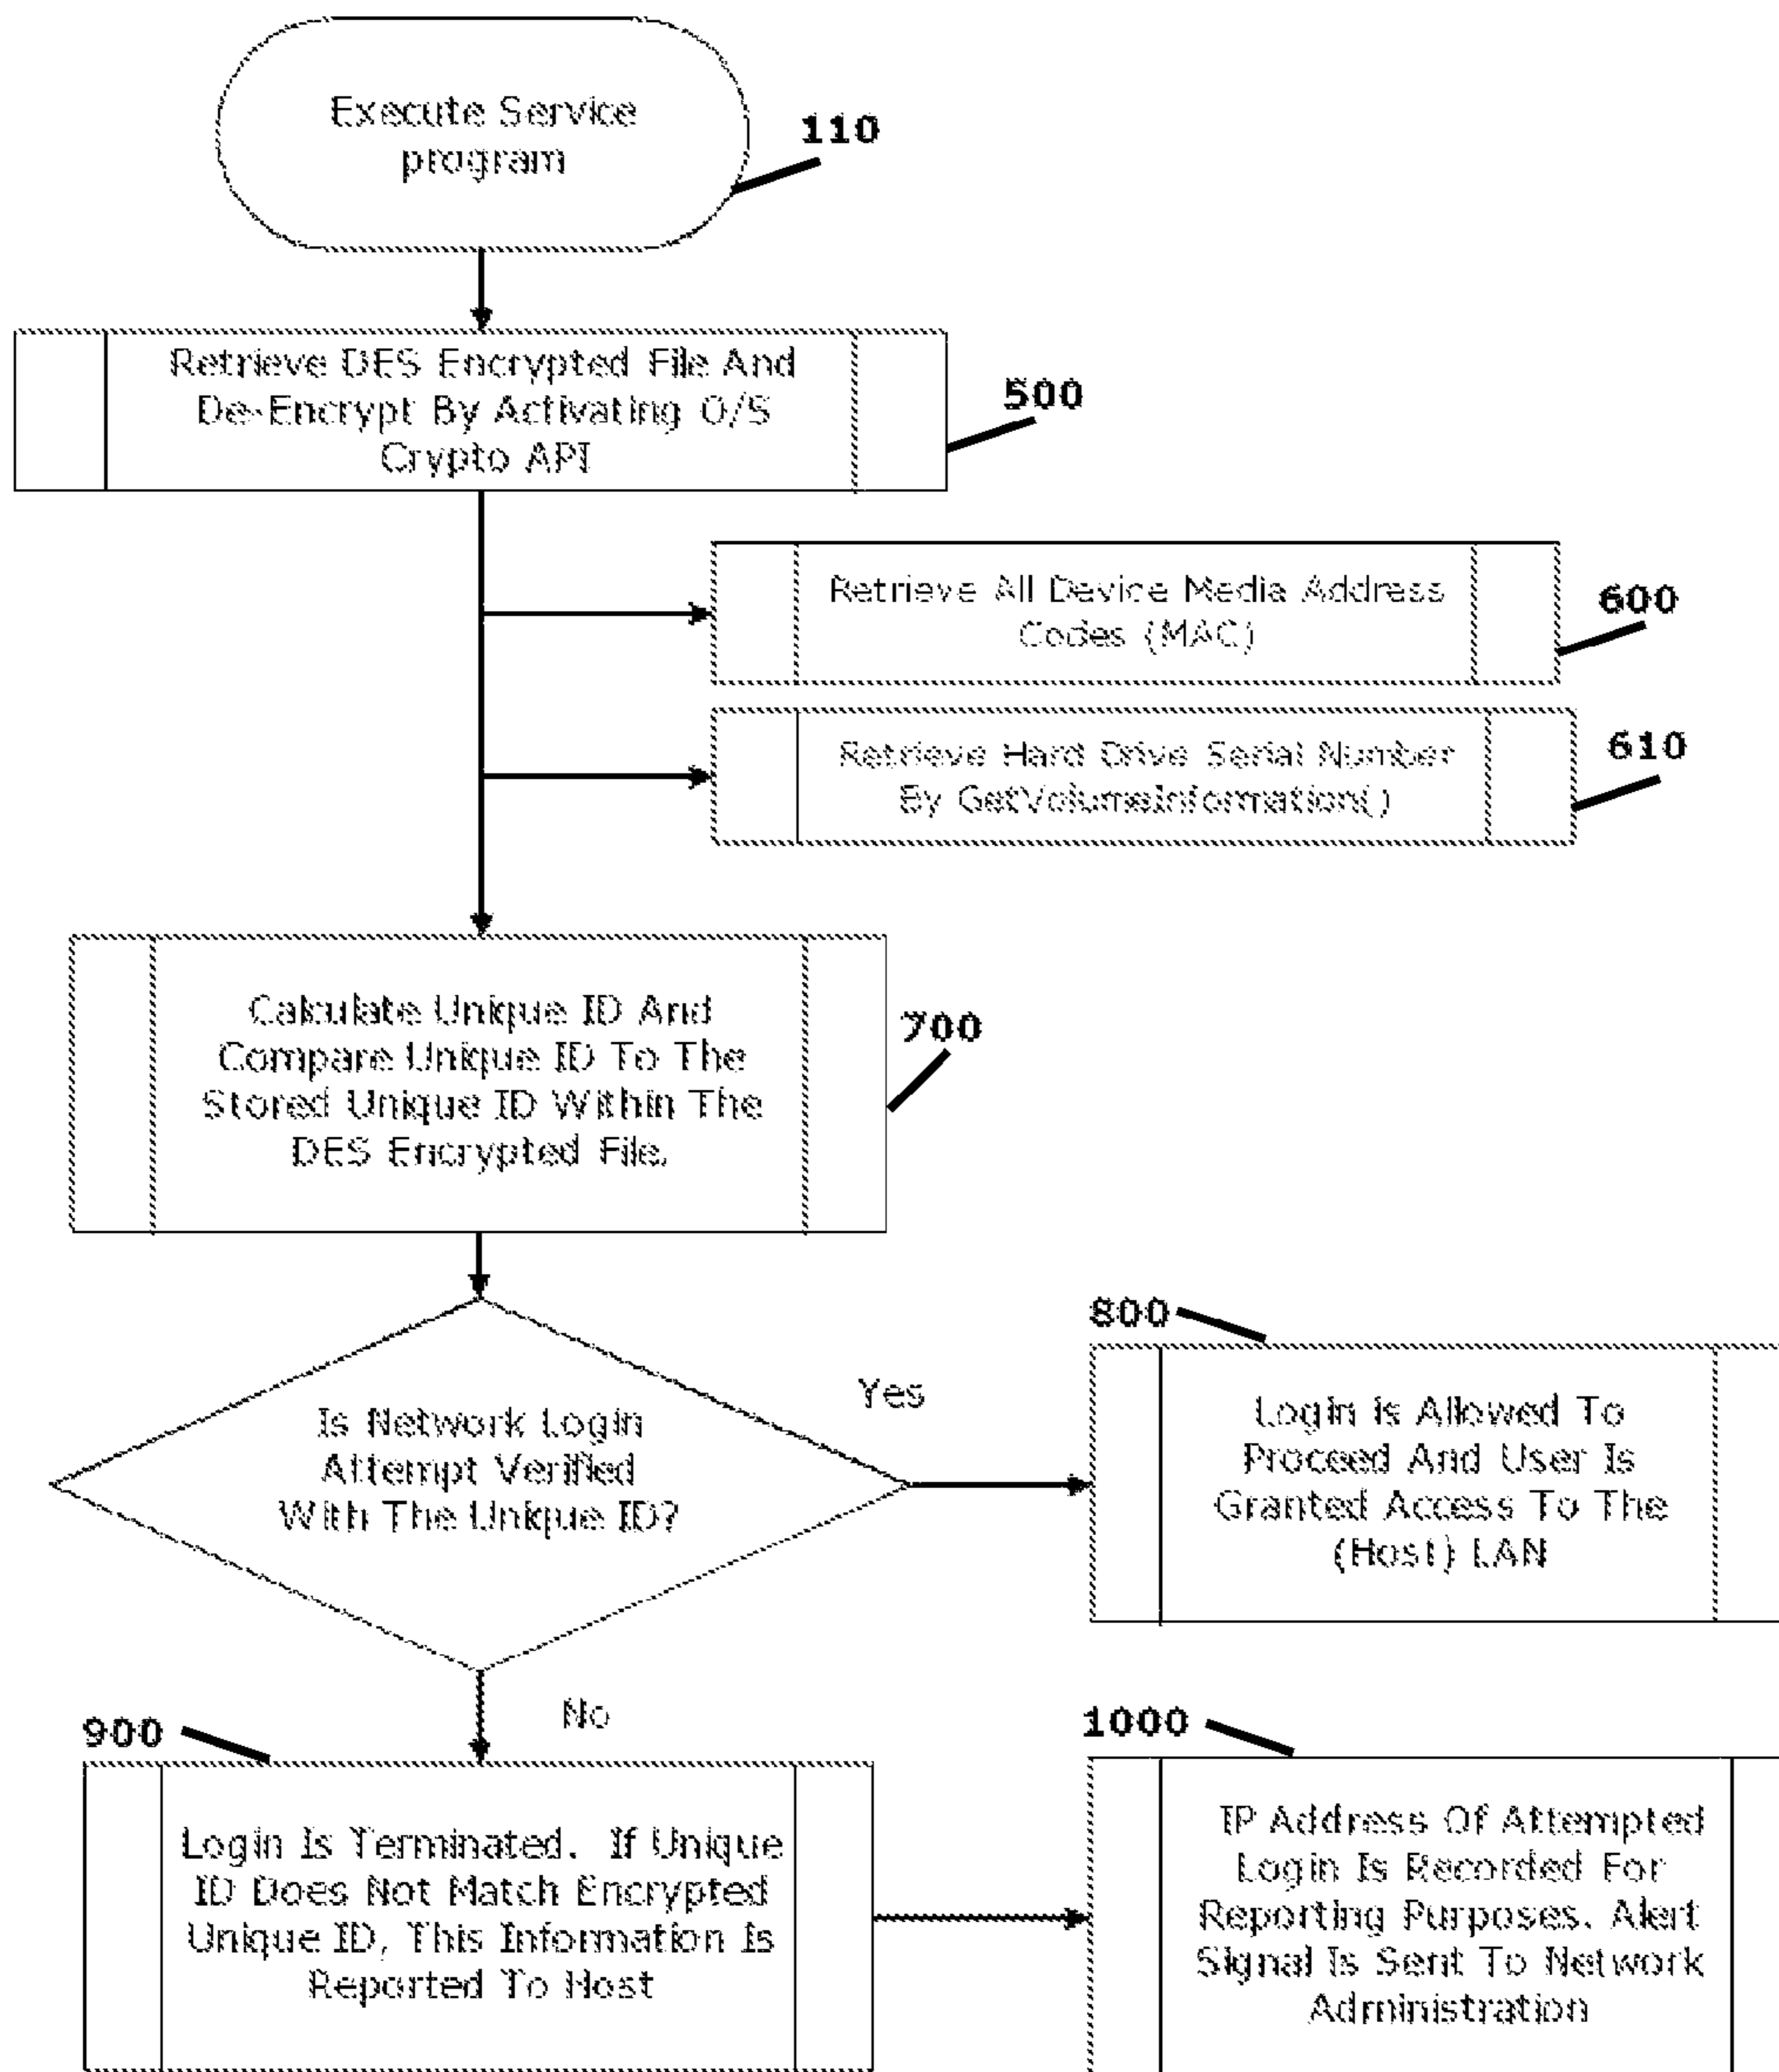 Execute Service
program
110
Retrieve DES Encrypted File And
De-Encrypt By Activating O/S
Crypto API
500
Retrieve All Device Media Address
Codes (MAC)
600
Retrieve Hard Drive Serial Number
By GetVolumeInformation()
610
Calculate Unique ID And
Compare Unique ID To The
Stored Unique ID Within The
DES Encrypted File.
700
Is Network Login
Attempt Verified
With The Unique ID?
Yes
800
Login is Allowed To
Proceed And User Is
Granted Access To The
(Host) LAN
No
900
Login Is Terminated. If Unique
ID Does Not Match Encrypted
Unique ID, This Information Is
Reported To Host
1000
IP Address Of Attempted
Login Is Recorded For
Reporting Purposes. Alert
Signal Is Sent To Network
Administration